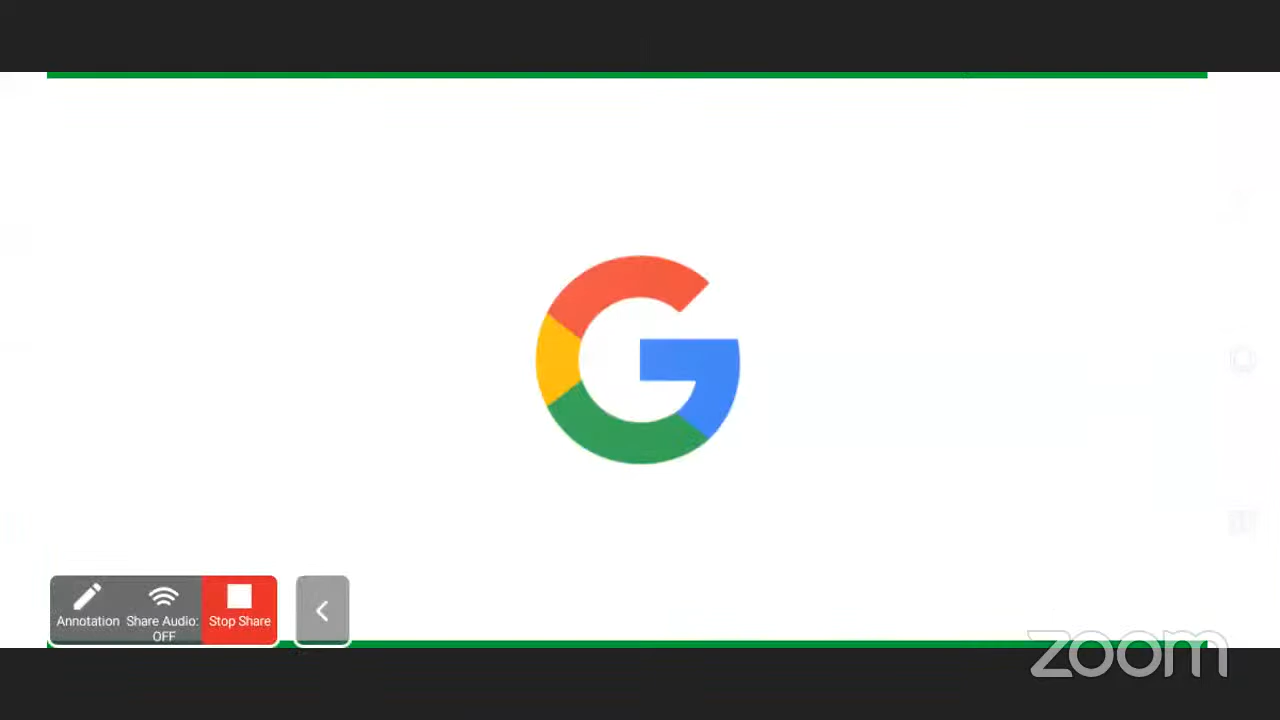 Annotation
Share Audio:
OFF
Stop Share
zoom